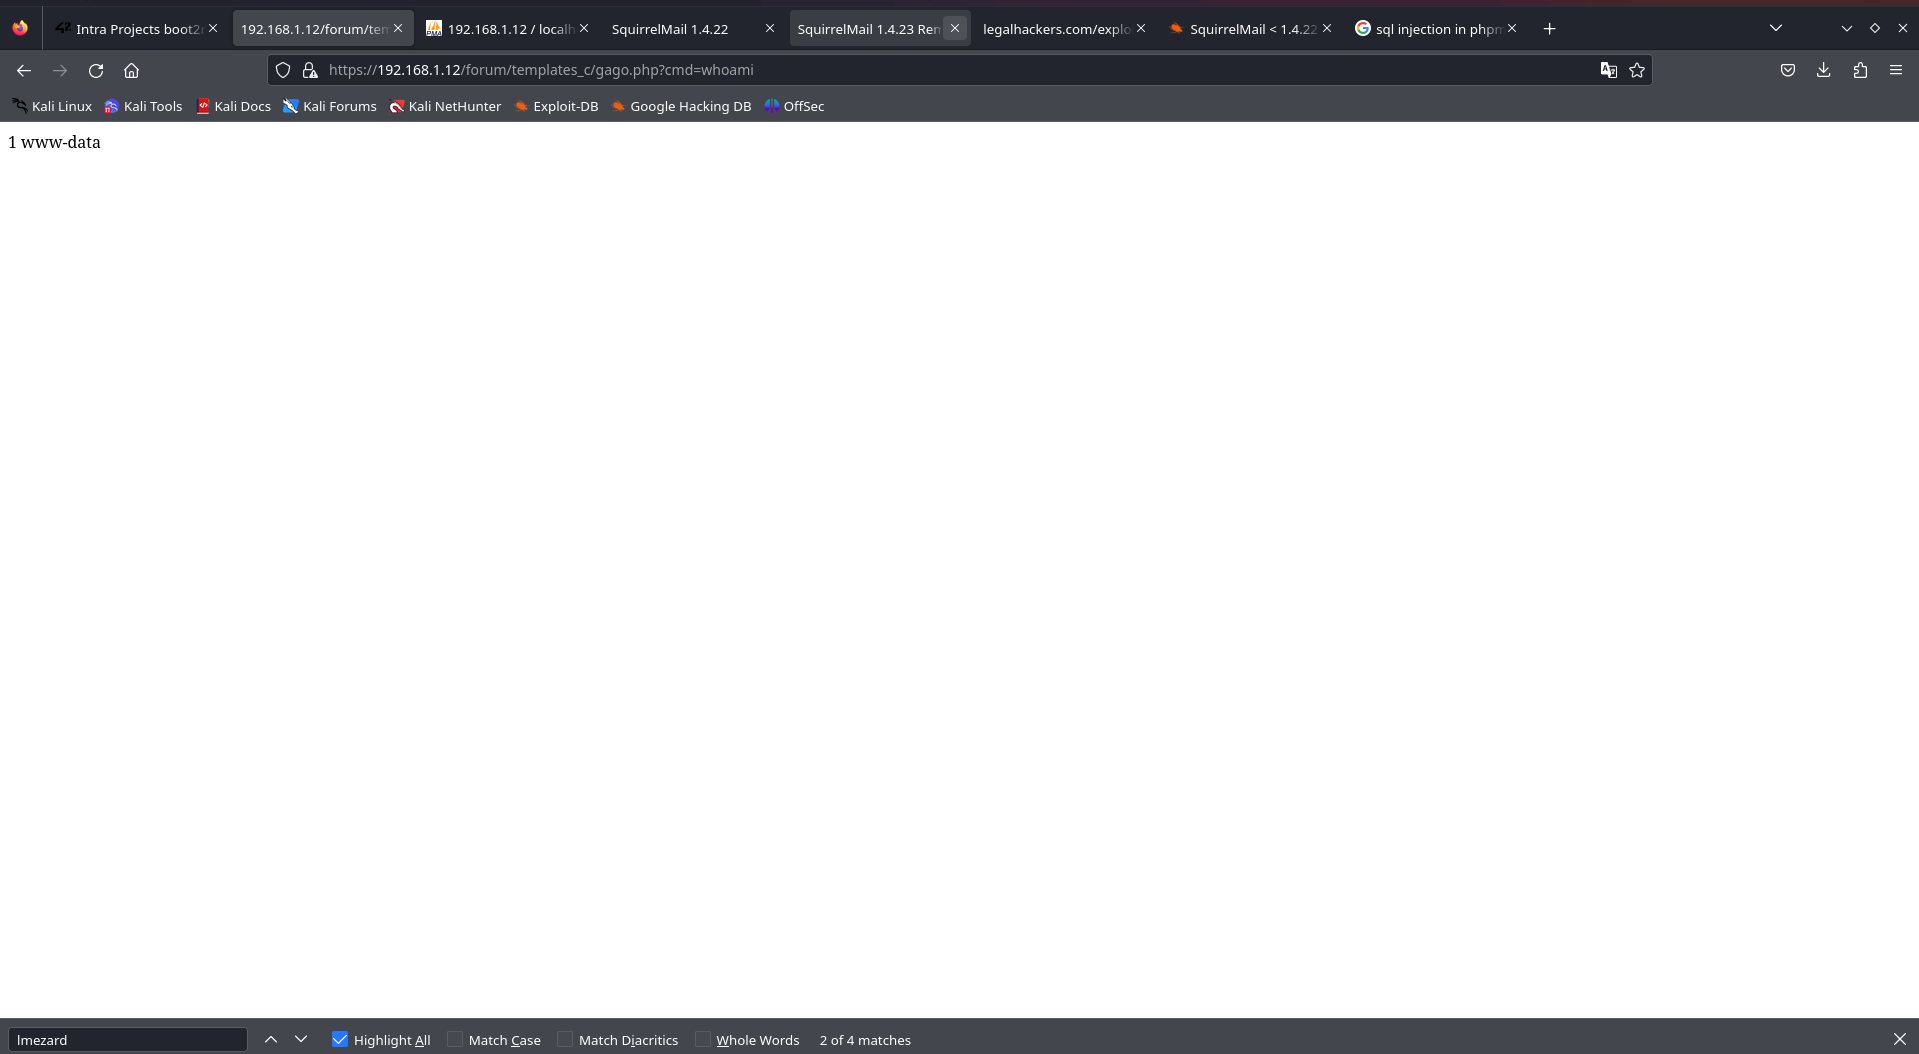 Intra Projects boot2r
192.168.1.12/forum/tem
192.168.1.12 / localh
SquirrelMail 1.4.22
SquirrelMail 1.4.23 Rem
legalhackers.com/explo
SquirrelMail < 1.4.22
sql injection in phpm
https://192.168.1.12/forum/templates_c/gago.php?cmd=whoami
Kali Linux
Kali Tools
Kali Docs
Kali Forums
Kali NetHunter
Exploit-DB
Google Hacking DB
OffSec
1 www-data
lmezard
Highlight All
Match Case
Match Diacritics
Whole Words
2 of 4 matches